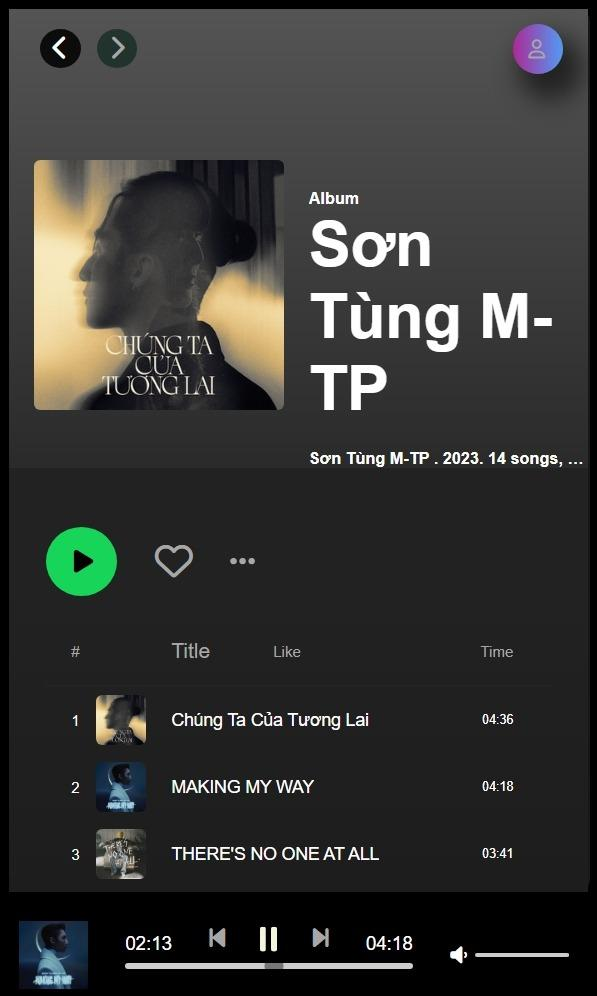 Album
Sơn
Tùng M-
TP
CHÚNG TA
CỦA
TƯƠNG LAI
Sơn Tùng M-TP . 2023. 14 songs, ...
# Title Like Time
1 Chúng Ta Của Tương Lai 04:36
2 MAKING MY WAY 04:18
3 THERE'S NO ONE AT ALL 03:41
02:13 04:18